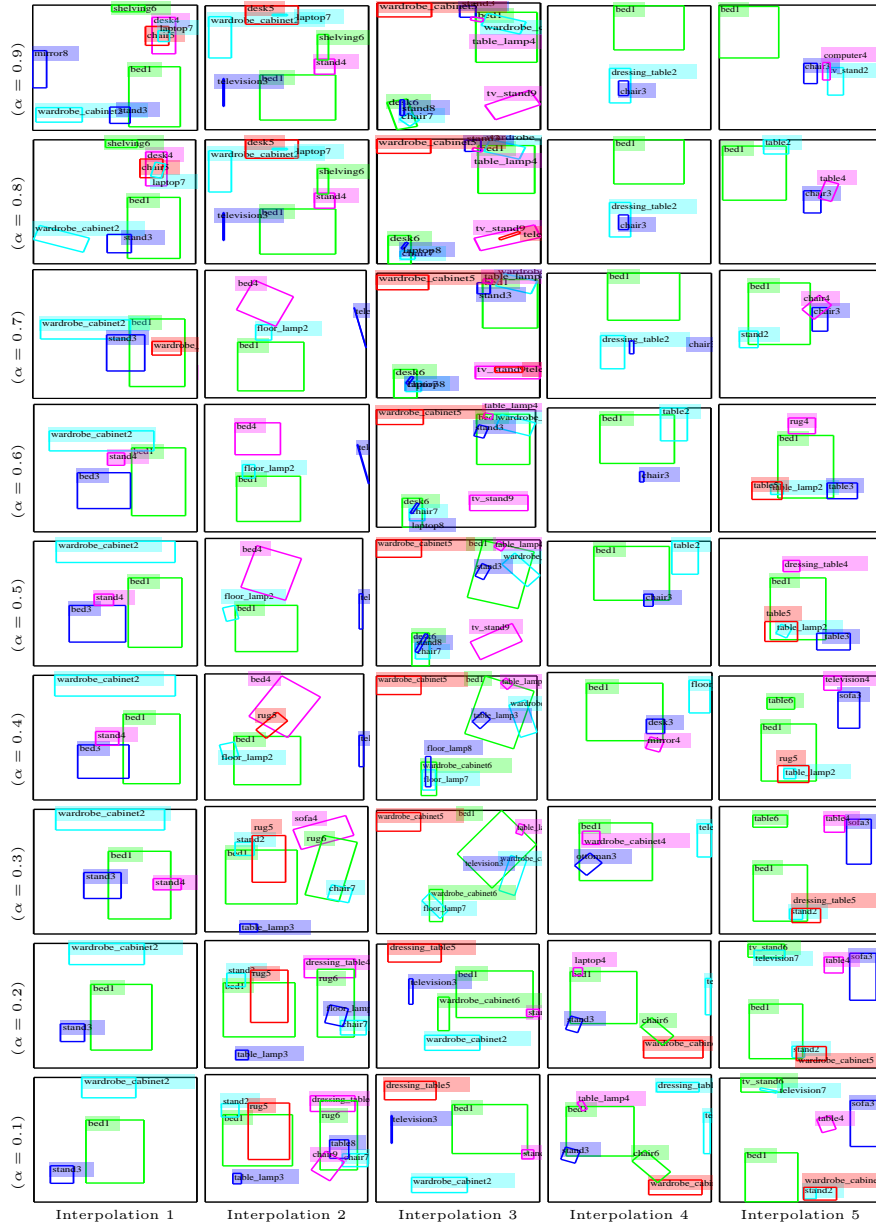 (α = 0.9)
shelving6
desk4
laptop7
chair5
mirror8
bed1
wardrobe_cabinet2
stand3
desk5
laptop7
wardrobe_cabinet2
shelving6
stand4
television3
bed1
wardrobe_cabinet5
stand3
bed1
table_lamp4
desk6
stand8
chair7
tv_stand9
bed1
dressing_table2
chair3
bed1
computer4
chair3
tv_stand2
(α = 0.8)
shelving6
desk4
chair5
laptop7
bed1
wardrobe_cabinet2
stand3
desk5
laptop7
shelving6
stand4
television3
bed1
wardrobe_cabinet5
bed1
table_lamp4
desk6
laptop8
chair7
tv_stand9
bed1
dressing_table2
chair3
table2
bed1
table4
chair3
(α = 0.7)
wardrobe_cabinet2
bed1
stand3
bed4
floor_lamp2
bed1
wardrobe_cabinet5
table_lamp4
bed1
stand3
desk6
tv_stand9
bed1
dressing_table2
chair4
chair3
stand2
(α = 0.6)
wardrobe_cabinet2
bed1
stand4
bed3
bed4
floor_lamp2
bed1
wardrobe_cabinet5
table_lamp4
bed1
stand3
desk6
chair7
laptop8
tv_stand9
bed1
table2
chair3
rug4
bed1
table5
table_lamp2
table3
(α = 0.5)
wardrobe_cabinet2
bed1
stand4
bed3
bed4
floor_lamp2
bed1
wardrobe_cabinet5
bed1
table_lamp4
stand3
desk6
stand8
chair7
tv_stand9
bed1
table2
chair3
dressing_table4
bed1
table5
table_lamp2
table3
(α = 0.4)
wardrobe_cabinet2
bed1
stand4
bed3
bed4
rug5
bed1
floor_lamp2
wardrobe_cabinet5
bed1
table_lamp3
floor_lamp8
wardrobe_cabinet6
floor_lamp7
bed1
desk3
mirror4
television4
sofa3
table6
bed1
rug5
table_lamp2
(α = 0.3)
wardrobe_cabinet2
bed1
stand3
stand4
sofa4
rug5
rug6
stand2
bed1
chair7
table_lamp3
wardrobe_cabinet5
bed1
television3
wardrobe_cabinet6
floor_lamp7
bed1
wardrobe_cabinet4
ottoman3
table6
table4
sofa3
bed1
dressing_table5
stand2
(α = 0.2)
wardrobe_cabinet2
bed1
stand3
dressing_table4
stand2
rug5
rug6
bed1
chair7
table_lamp3
dressing_table5
bed1
television3
wardrobe_cabinet6
wardrobe_cabinet2
laptop4
bed1
stand3
chair6
tv_stand6
television7
table4
sofa3
bed1
stand2
wardrobe_cabinet5
(α = 0.1)
wardrobe_cabinet2
bed1
stand3
stand2
rug5
bed1
rug6
table8
chair9
chair7
table_lamp3
dressing_table5
bed1
television3
wardrobe_cabinet2
table_lamp4
bed1
stand3
chair6
tv_stand6
television7
sofa3
table4
bed1
stand2
Interpolation 1
Interpolation 2
Interpolation 3
Interpolation 4
Interpolation 5